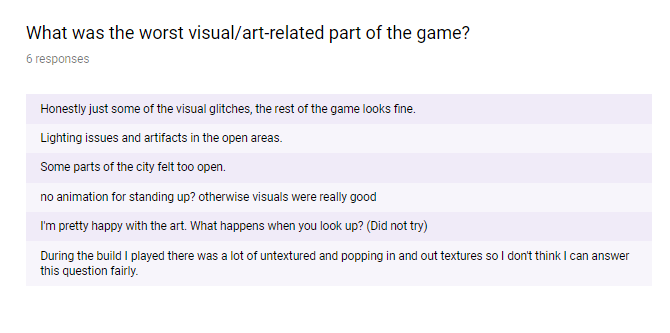 What was the worst visual/art-related part of the game?
6 responses
Honestly just some of the visual glitches, the rest of the game looks fine.
Lighting issues and artifacts in the open areas.
Some parts of the city felt too open.
no animation for standing up? otherwise visuals were really good
I'm pretty happy with the art. What happens when you look up? (Did not try)
During the build I played there was a lot of untextured and popping in and out textures so I don't think I can answer
this question fairly.